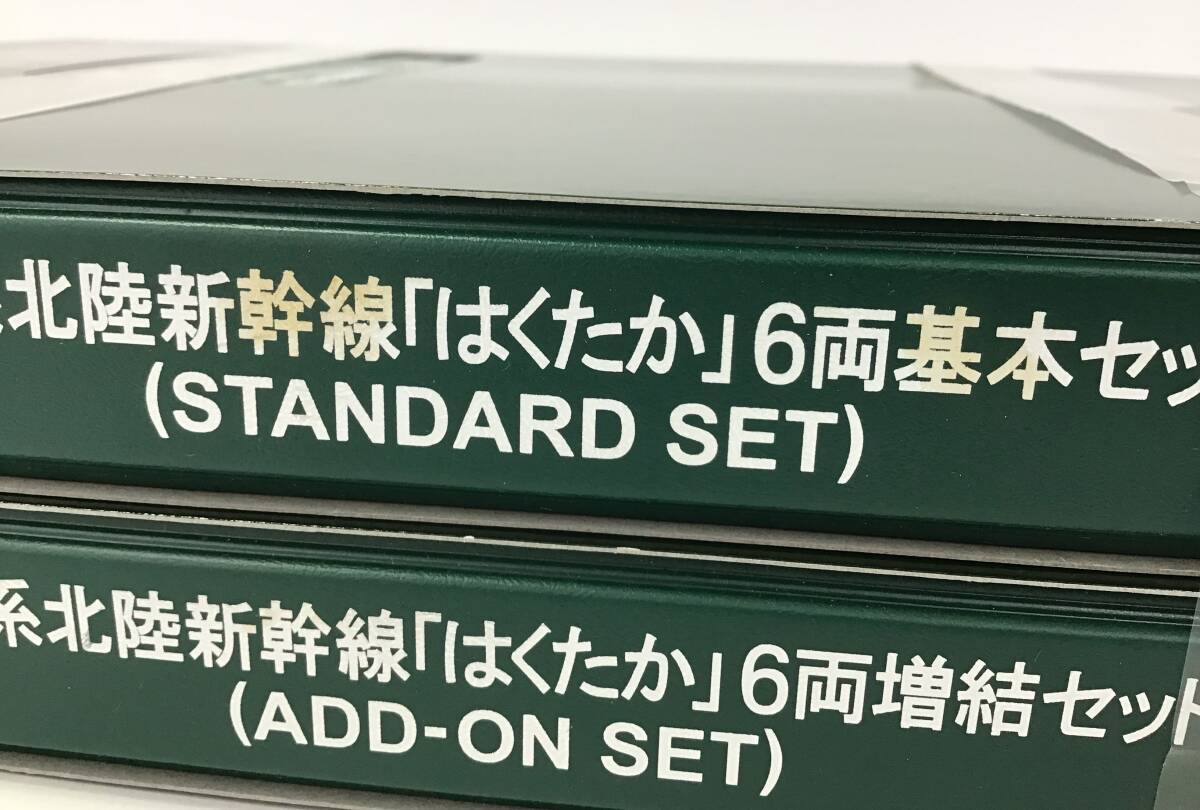 系北陸新幹線「はくたか」6両基本セッ
(STANDARD SET)
系北陸新幹線「はくたか」6両増結セット
(ADD-ON SET)